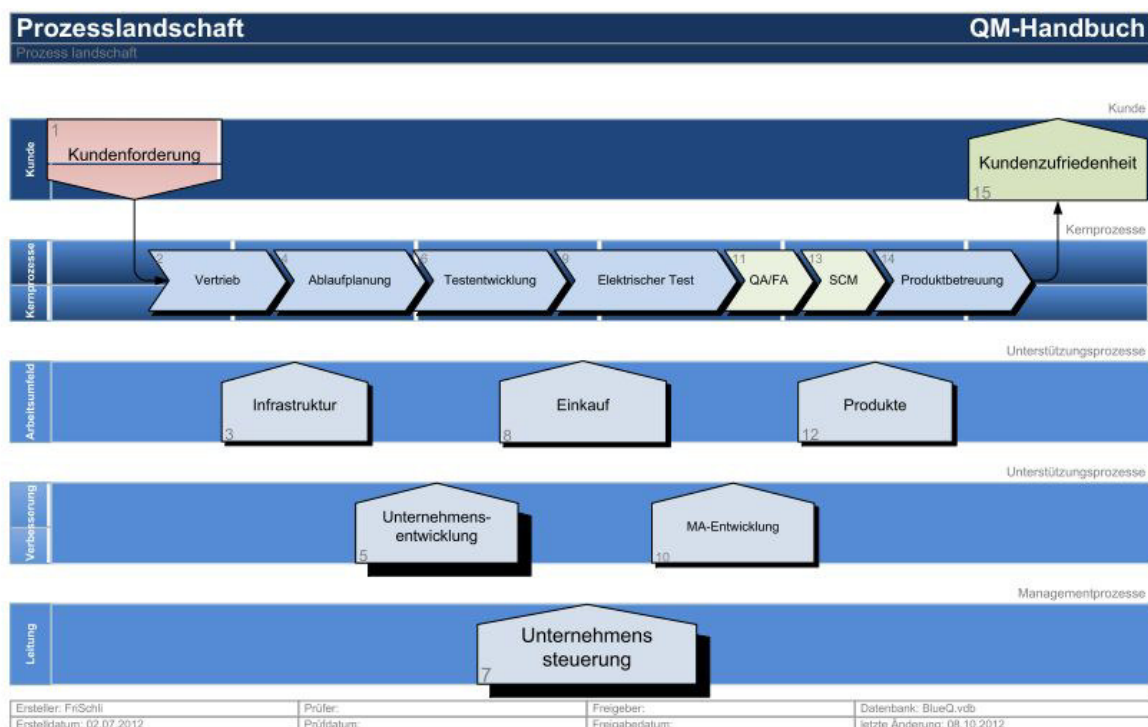 Prozesslandschaft QM-Handbuch
Prozess landschaft
Kunde
Kunde
1
Kundenforderung
Kundenzufriedenheit
15
Kernprozesse
Kernprozesse
2 Vertrieb
4 Ablaufplanung
6 Testentwicklung
9 Elektrischer Test
11 QA/FA
13 SCM
14 Produktbetreuung
Unterstützungsprozesse
Arbeitsumfeld
Infrastruktur
3
Einkauf
8
Produkte
12
Unterstützungsprozesse
Verbesserung
Unternehmens-
entwicklung
5
MA-Entwicklung
10
Managementprozesse
Leitung
Unternehmens
steuerung
7
Ersteller: FriSchli Prüfer: Freigeber: Datenbank: BlueQ.vdb
Erstelldatum: 02.07.2012 Prüfdatum: Freigabedatum: letzte Änderung: 08.10.2012